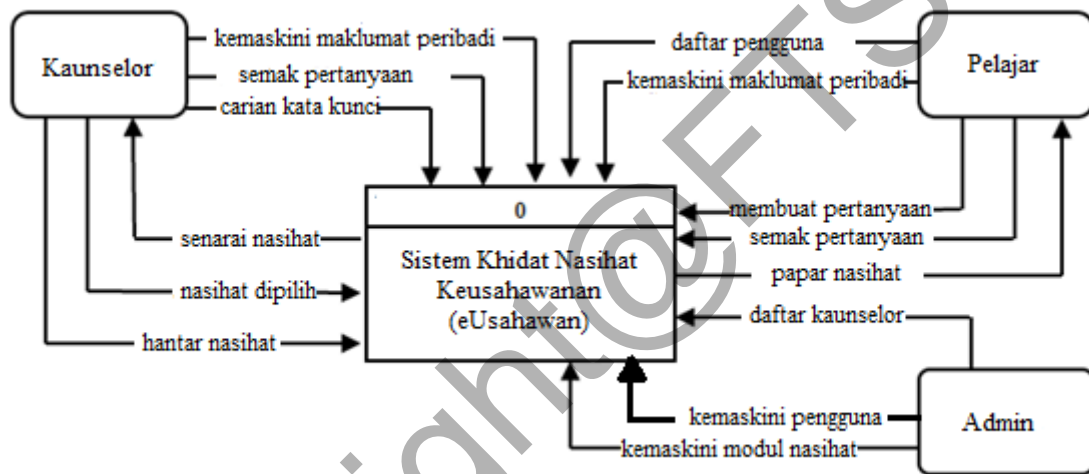 Kaunselor
kemaskini maklumat peribadi
semak pertanyaan
carian kata kunci
daftar pengguna
kemaskini maklumat peribadi
Pelajar
0
Sistem Khidat Nasihat
Keusahawanan
(eUsahawan)
senarai nasihat
nasihat dipilih
hantar nasihat
membuat pertanyaan
semak pertanyaan
papar nasihat
daftar kaunselor
kemaskini pengguna
kemaskini modul nasihat
Admin
ght@FTS